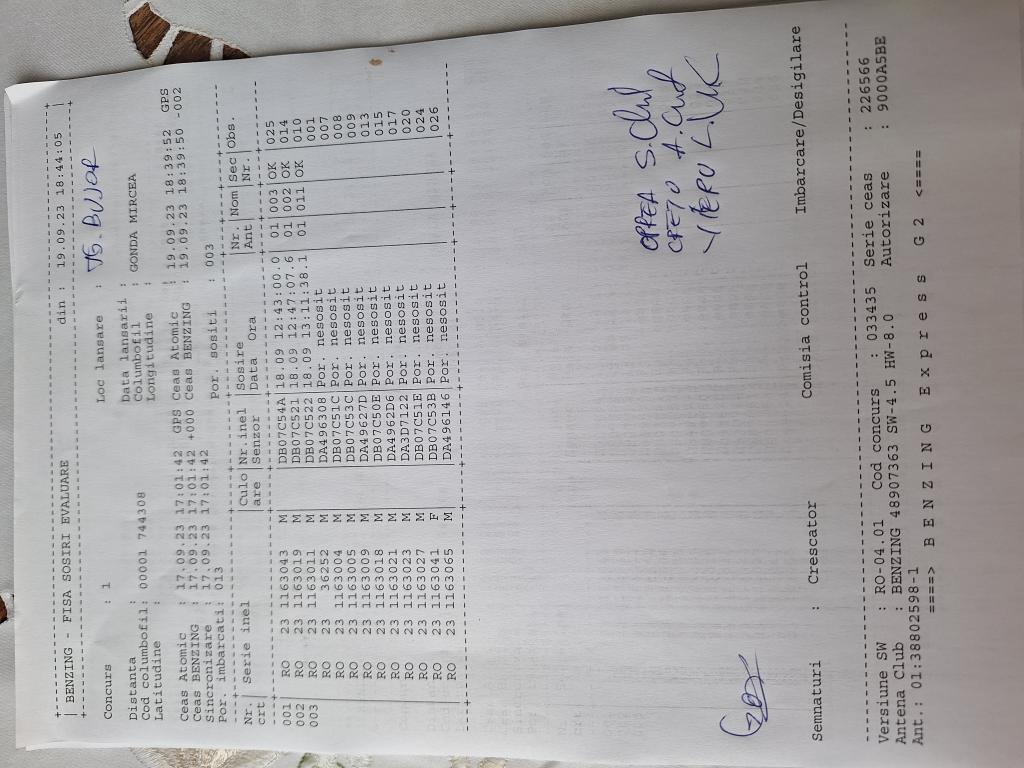 BENZING - FISA SOSIRI EVALUARE din : 19.09.23 18:44:05
Concurs : 1 Loc lansare : BUJOR
Distanta : Data lansarii :
Cod columbofil: 00001 744308 Columbofil : GONDA MIRCEA
Latitudine : Longitudine :
Ceas Atomic : 17.09.23 17:01:42 GPS Ceas Atomic : 19.09.23 18:39:52 GPS
Ceas BENZING : 17.09.23 17:01:42 +000 Ceas BENZING : 19.09.23 18:39:50 -002
Sincronizare : 17.09.23 17:01:42
Por. imbarcati: 013 Por. sositi : 003
Nr. Serie inel Culo Nr.inel Sosire Nr. Nom Sec Obs.
crt are Senzor Data Ora Ant Nr.
001 RO 23 1163043 M DB07C54A 18.09 12:43:00.0 01 003 OK 025
002 RO 23 1163019 M DB07C521 18.09 12:47:07.6 01 002 OK 014
003 RO 23 1163011 M DB07C522 18.09 13:11:38.1 01 011 OK 010
RO 23 36252 M DA496308 Por. nesosit 001
RO 23 1163004 M DB07C51C Por. nesosit 007
RO 23 1163005 M DB07C53C Por. nesosit 008
RO 23 1163009 M DA49627D Por. nesosit 009
RO 23 1163018 M DB07C50E Por. nesosit 013
RO 23 1163021 M DA4962D6 Por. nesosit 015
RO 23 1163023 M DA3D7122 Por. nesosit 017
RO 23 1163027 M DB07C51E Por. nesosit 020
RO 23 1163041 F DB07C53B Por. nesosit 024
RO 23 1163065 M DA496146 Por. nesosit 026
OPREA
Semnaturi : Crescator Comisia control Imbarcare/Desigilare
Versiune SW : RO-04.01 Cod concurs : 033435 Serie ceas : 226566
Antena Club : BENZING 48907363 SW-4.5 HW-8.0 Autorizare : 9000A5BE
Ant.: 01:38802598-1
====> B E N Z I N G E x p r e s s G 2 <====